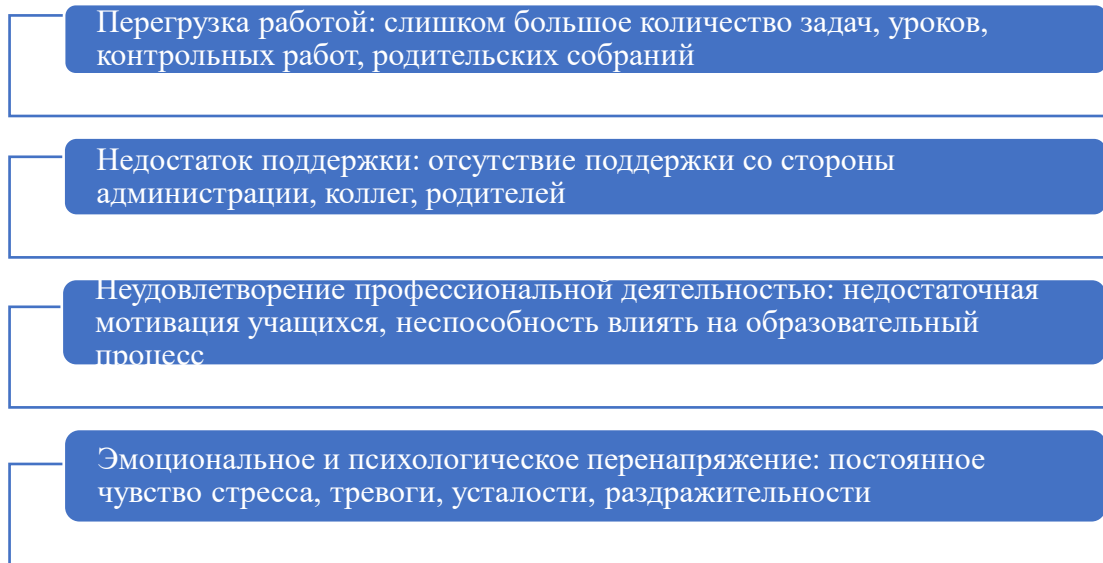 Перегрузка работой: слишком большое количество задач, уроков,
контрольных работ, родительских собраний
Недостаток поддержки: отсутствие поддержки со стороны
администрации, коллег, родителей
Неудовлетворение профессиональной деятельностью: недостаточная
мотивация учащихся, неспособность влиять на образовательный
процесс
Эмоциональное и психологическое перенапряжение: постоянное
чувство стресса, тревоги, усталости, раздражительности